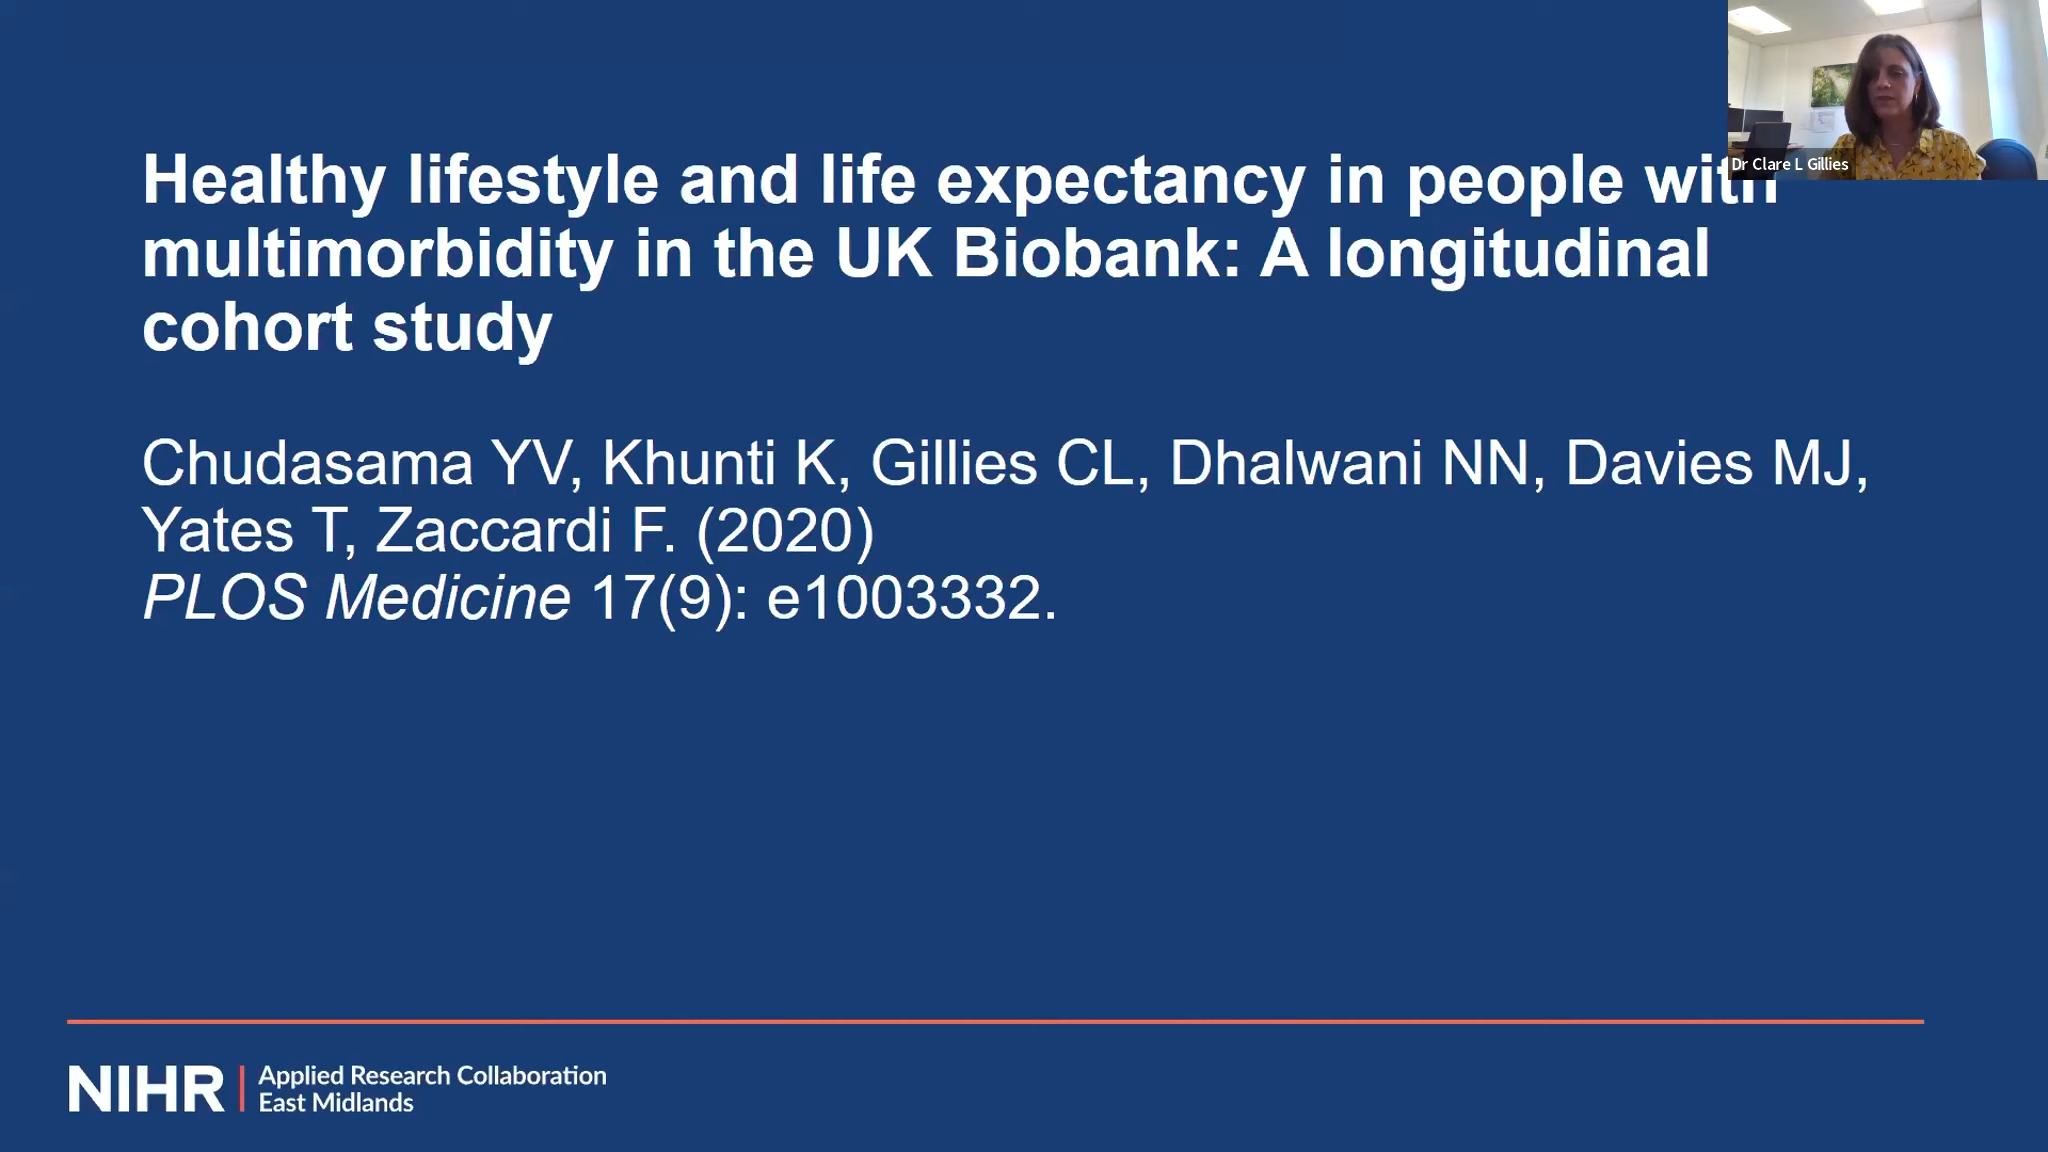 Healthy lifestyle and life expectancy in people with
multimorbidity in the UK Biobank: A longitudinal
cohort study
Chudasama YV, Khunti K, Gillies CL, Dhalwani NN, Davies MJ,
Yates T, Zaccardi F. (2020)
PLOS Medicine 17(9): e1003332.
Dr Clare L Gillies
NIHR | Applied Research Collaboration
East Midlands